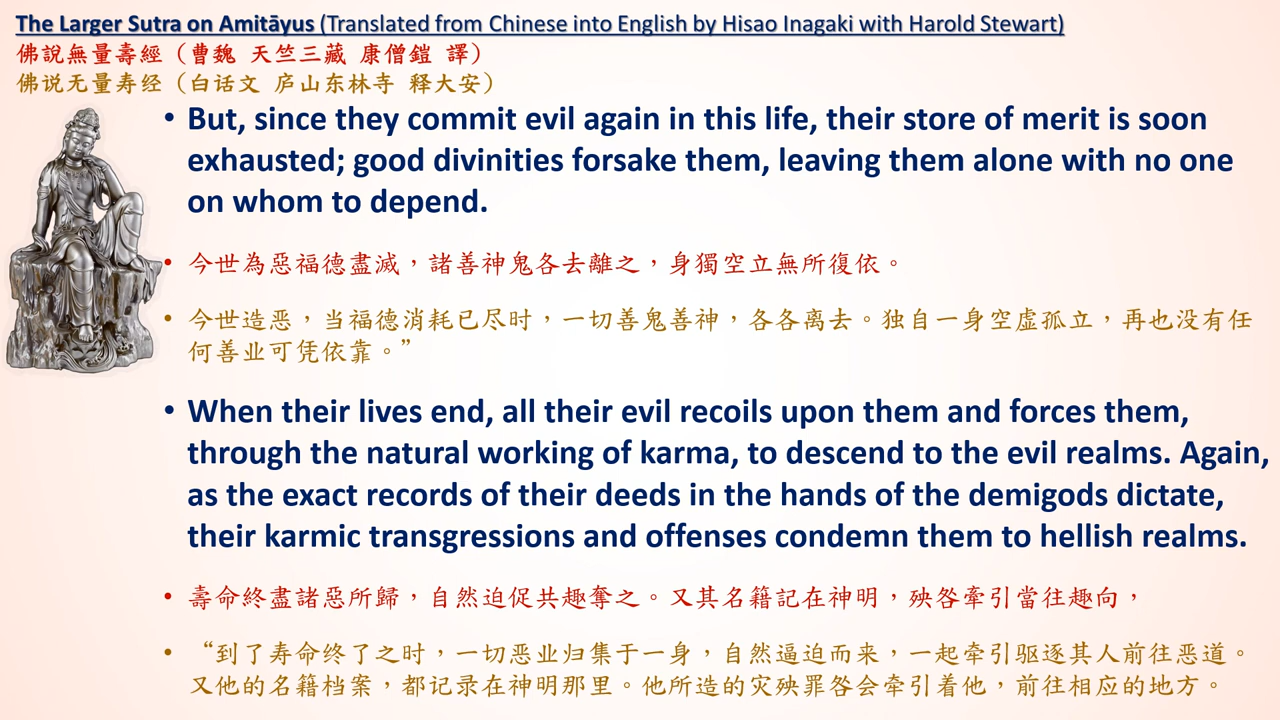 The Larger Sutra on Amitāyus (Translated from Chinese into English by Hisao Inagaki with Harold Stewart)
佛說無量壽經（曹魏 天竺三藏 康僧鎧 譯）
佛说无量寿经（白话文 庐山东林寺 释大安）
• But, since they commit evil again in this life, their store of merit is soon
exhausted; good divinities forsake them, leaving them alone with no one
on whom to depend.
• 今世為惡福德盡滅，諸善神鬼各去離之，身獨空立無所復依。
• 今世造恶，当福德消耗已尽时，一切善鬼善神，各各离去。独自一身空虚孤立，再也没有任
何善业可凭依靠。”
• When their lives end, all their evil recoils upon them and forces them,
through the natural working of karma, to descend to the evil realms. Again,
as the exact records of their deeds in the hands of the demigods dictate,
their karmic transgressions and offenses condemn them to hellish realms.
• 壽命終盡諸惡所歸，自然迫促共趣奪之。又其名籍記在神明，殃咎牽引當往趣向，
• “到了寿命终了之时，一切恶业归集于一身，自然逼迫而来，一起牵引驱逐其人前往恶道。
又他的名籍档案，都记录在神明那里。他所造的灾殃罪咎会牵引着他，前往相应的地方。